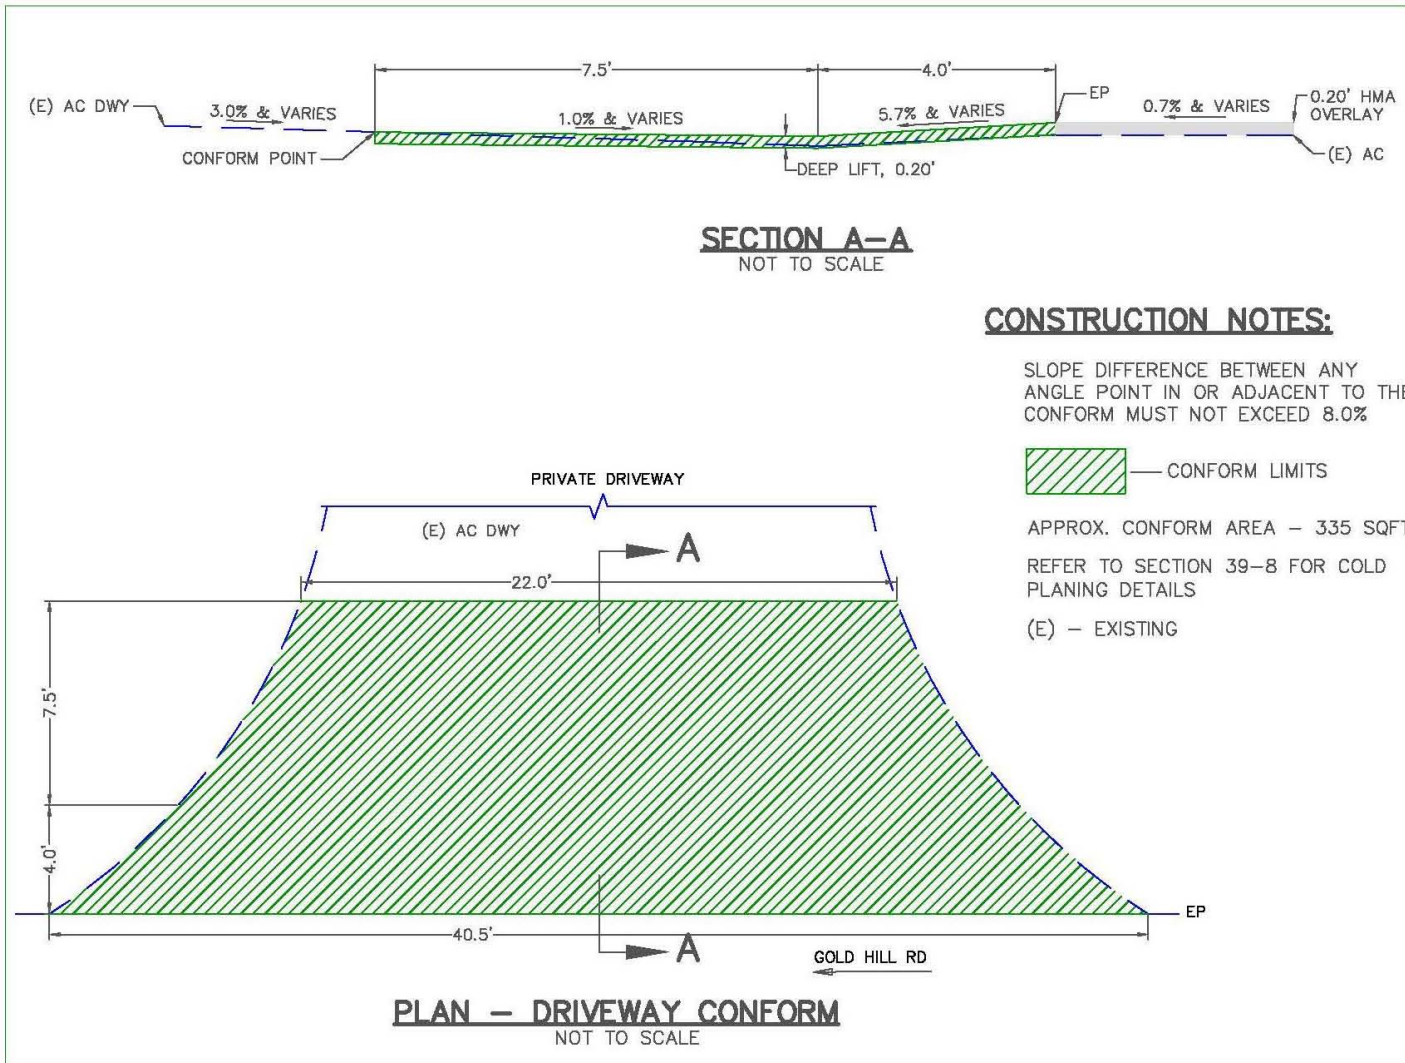 7.5'
4.0'
(E) AC DWY
3.0% & VARIES
1.0% & VARIES
5.7% & VARIES
EP
0.7% & VARIES
0.20' HMA
OVERLAY
CONFORM POINT
DEEP LIFT, 0.20'
(E) AC
SECTION A-A
NOT TO SCALE
CONSTRUCTION NOTES:
SLOPE DIFFERENCE BETWEEN ANY
ANGLE POINT IN OR ADJACENT TO THE
CONFORM MUST NOT EXCEED 8.0%
CONFORM LIMITS
APPROX. CONFORM AREA - 335 SQFT
REFER TO SECTION 39-8 FOR COLD
PLANING DETAILS
(E) - EXISTING
PRIVATE DRIVEWAY
(E) AC DWY
A
22.0'
7.5'
4.0'
EP
40.5'
A
GOLD HILL RD
PLAN - DRIVEWAY CONFORM
NOT TO SCALE